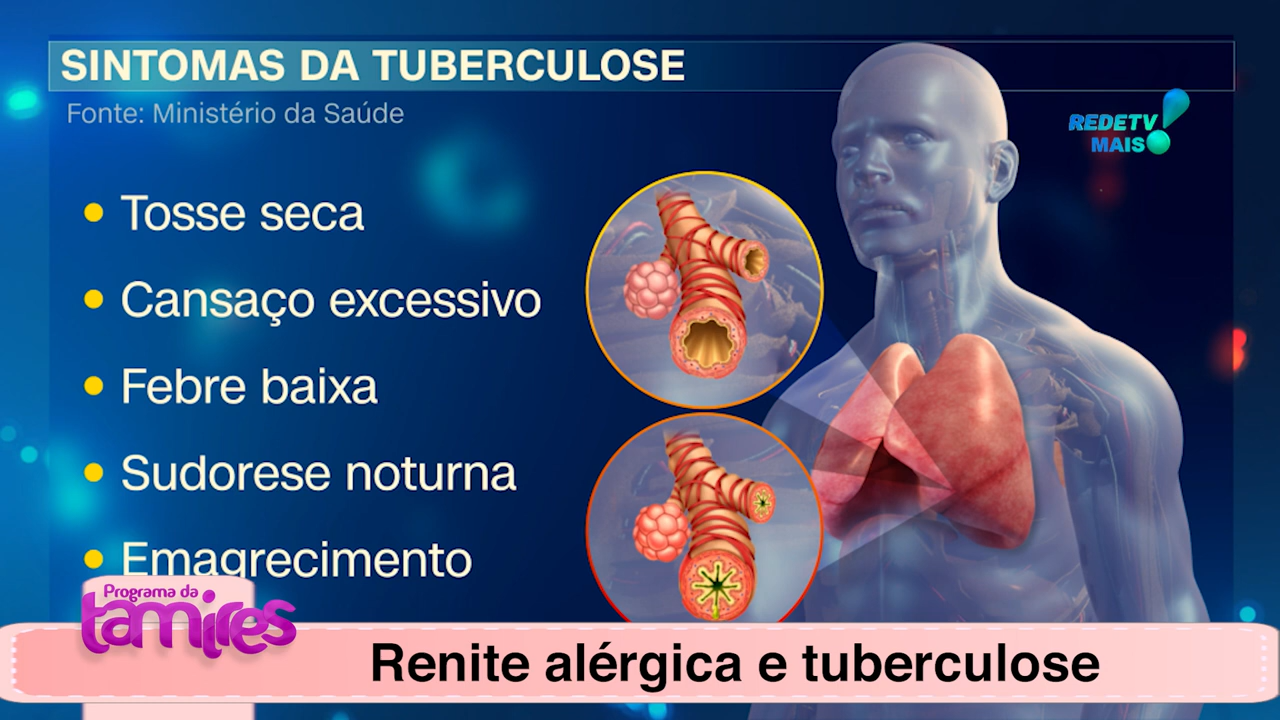 SINTOMAS DA TUBERCULOSE
Fonte: Ministério da Saúde
REDETV!
MAIS
Tosse seca
Cansaço excessivo
Febre baixa
Sudorese noturna
Emagrecimento
Programa da
tamires
Renite alérgica e tuberculose